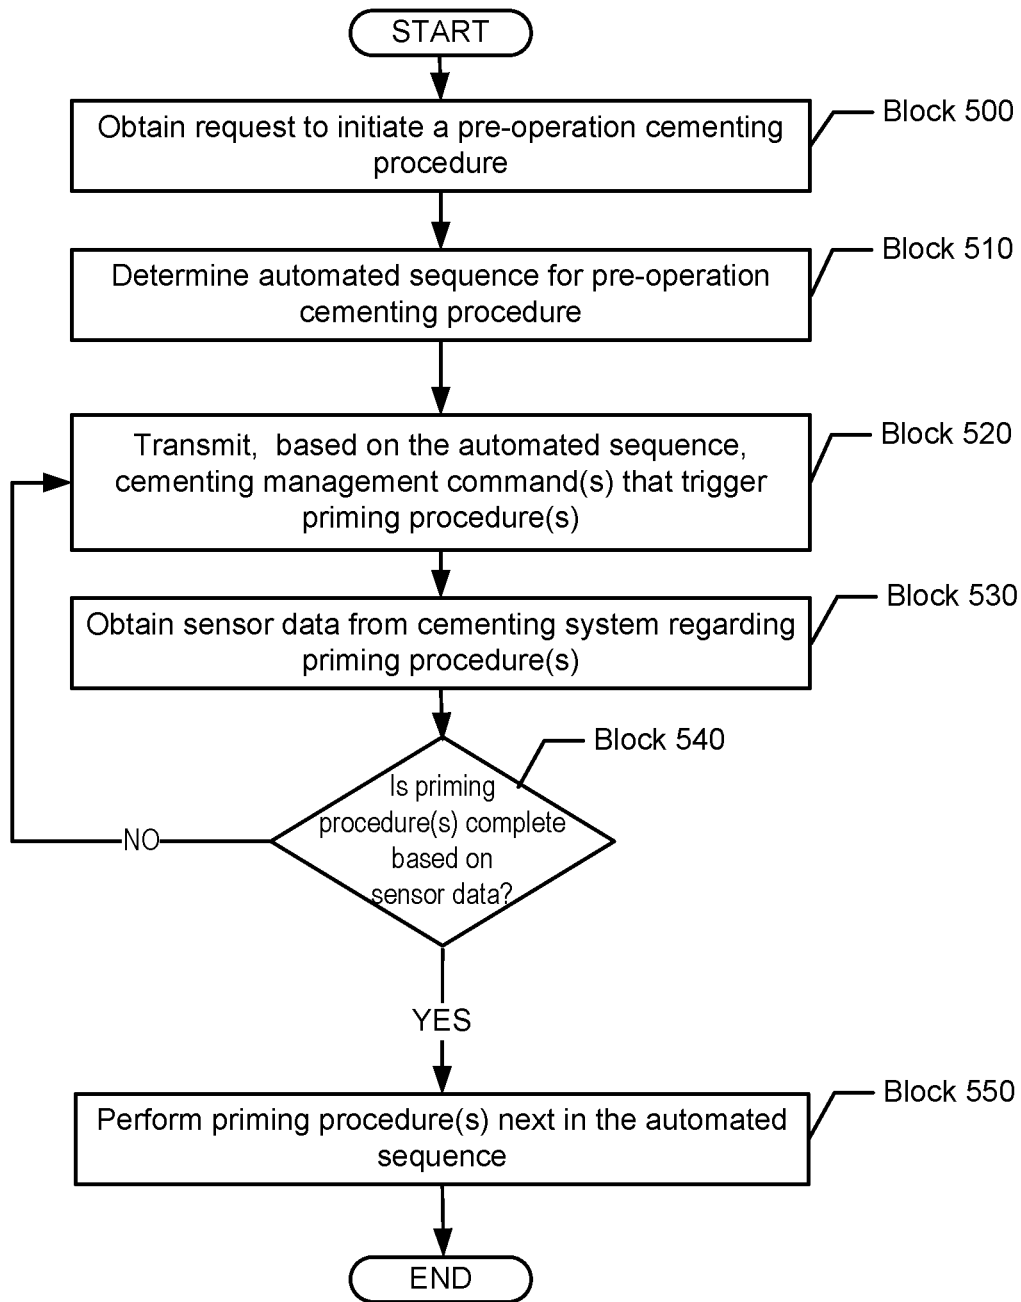 START
Block 500
Obtain request to initiate a pre-operation cementing
procedure
Block 510
Determine automated sequence for pre-operation
cementing procedure
Block 520
Transmit, based on the automated sequence,
cementing management command(s) that trigger
priming procedure(s)
Block 530
Obtain sensor data from cementing system regarding
priming procedure(s)
Block 540
Is priming
procedure(s) complete
based on
sensor data?
NO
YES
Block 550
Perform priming procedure(s) next in the automated
sequence
END